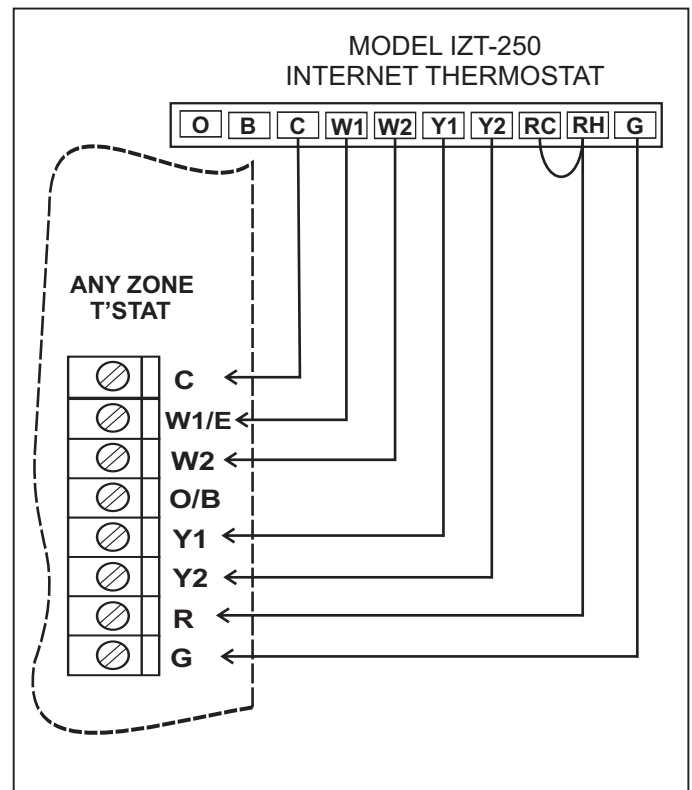 MODEL IZT-250
INTERNET THERMOSTAT
O B C W1 W2 Y1 Y2 RC RH G
ANY ZONE
T'STAT
C
W1/E
W2
O/B
Y1
Y2
R
G